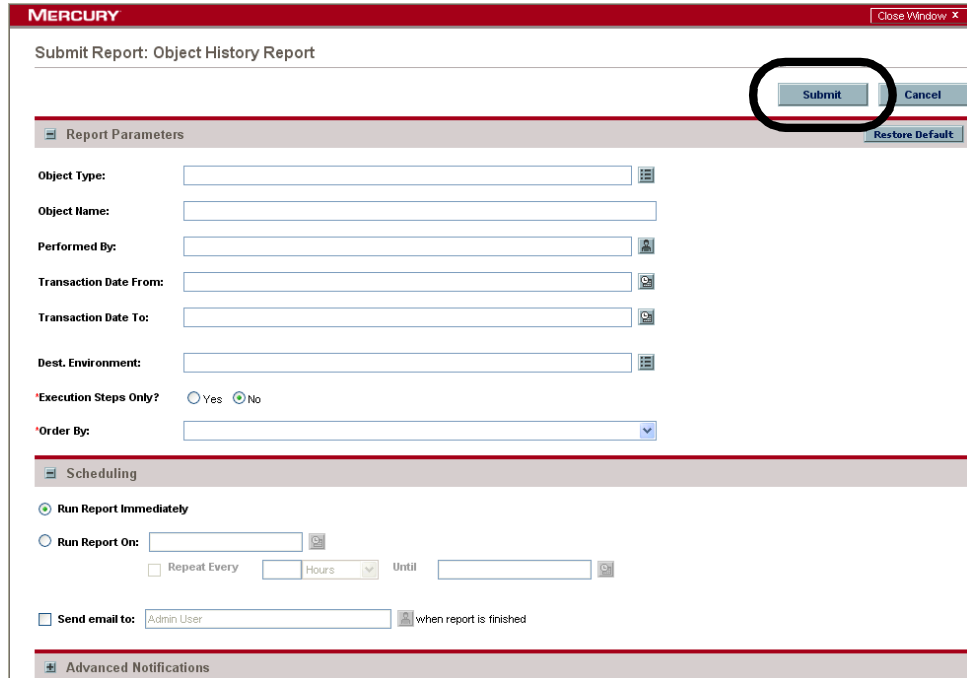 MERCURY
Close Window X
Submit Report: Object History Report
Submit
Cancel
Report Parameters
Restore Default
Object Type:
Object Name:
Performed By:
Transaction Date From:
Transaction Date To:
Dest. Environment:
*Execution Steps Only? Yes No
*Order By:
Scheduling
Run Report Immediately
Run Report On:
Repeat Every Hours Until
Send email to: Admin User when report is finished
Advanced Notifications